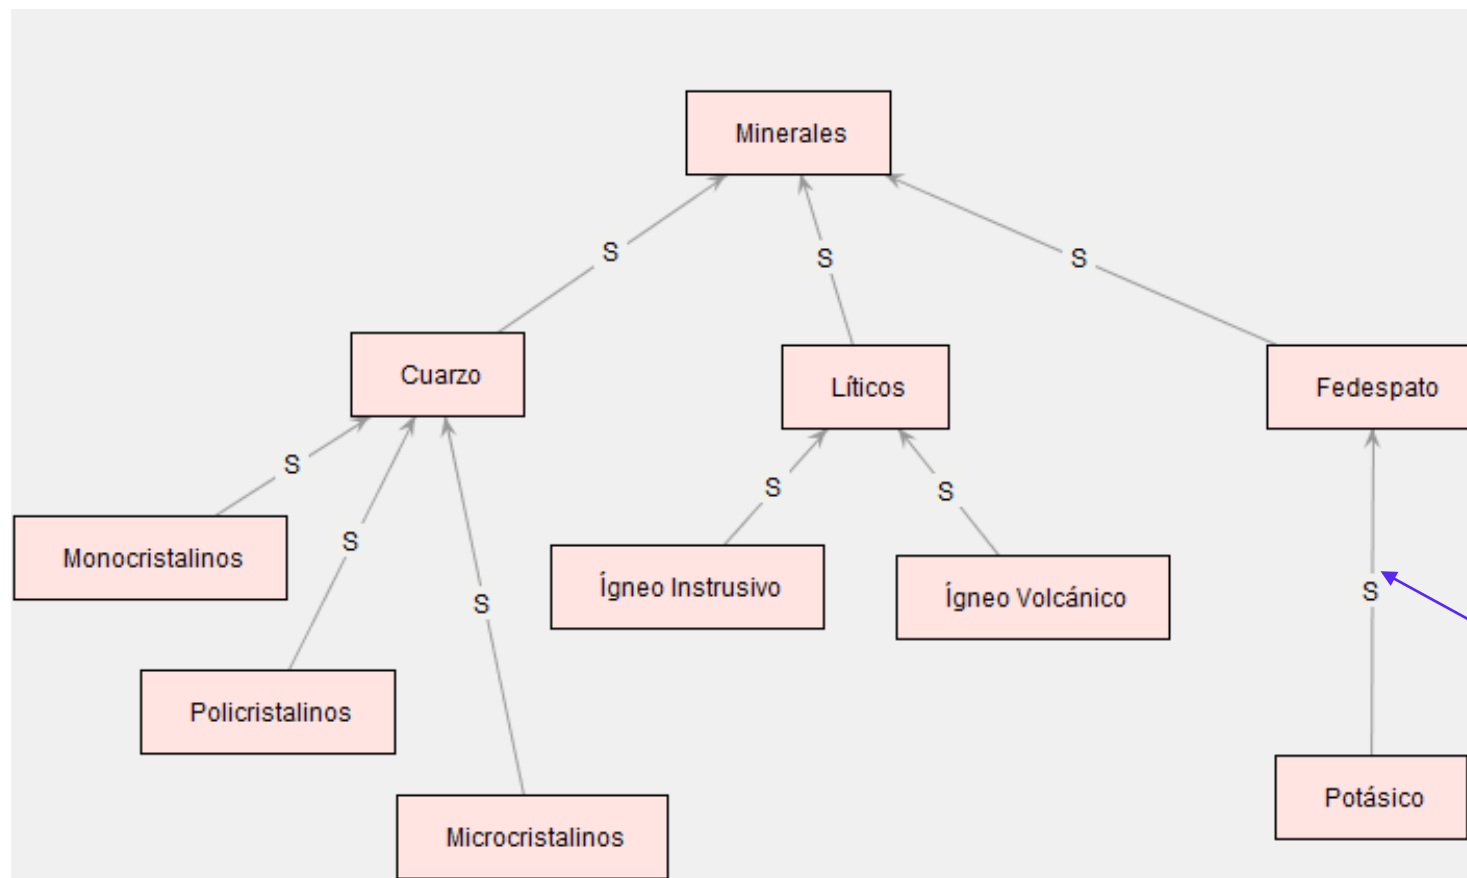 Minerales
S
S
S
Cuarzo
Líticos
Fedespato
S
S
S
S
S
S
Monocristalinos
Ígneo Instrusivo
Ígneo Volcánico
Policristalinos
Potásico
Microcristalinos